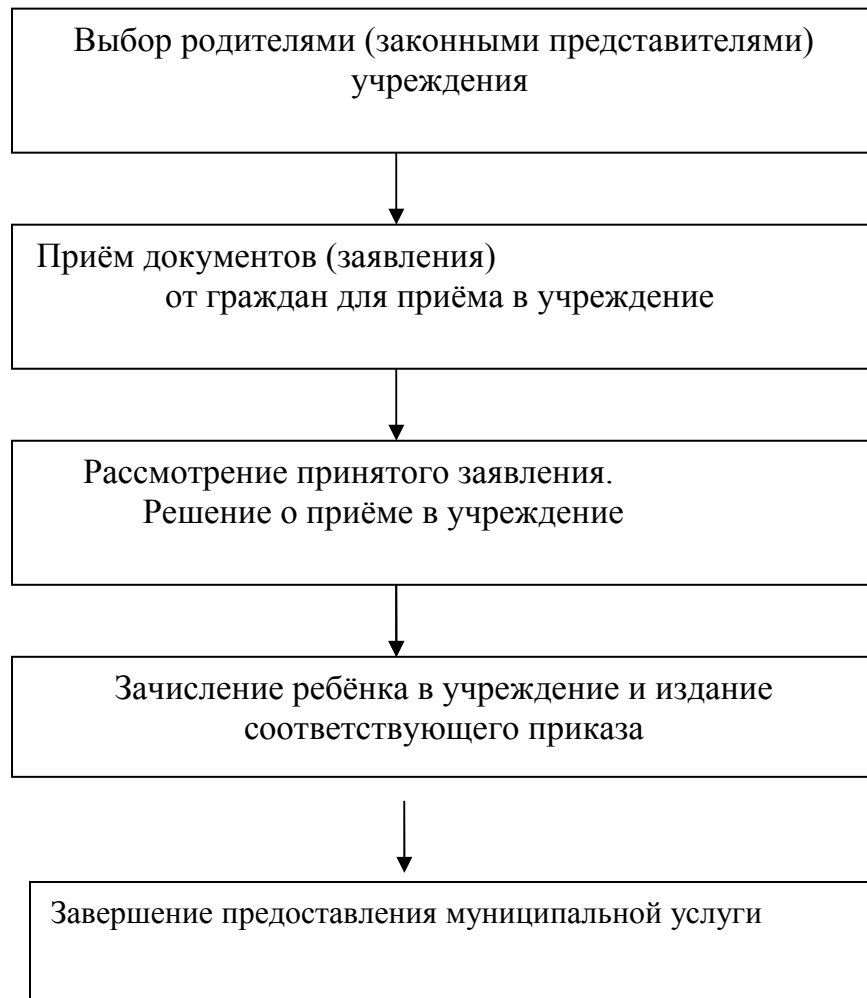 Выбор родителями (законными представителями)
учреждения
Приём документов (заявления)
от граждан для приёма в учреждение
Рассмотрение принятого заявления.
Решение о приёме в учреждение
Зачисление ребёнка в учреждение и издание
соответствующего приказа
Завершение предоставления муниципальной услуги